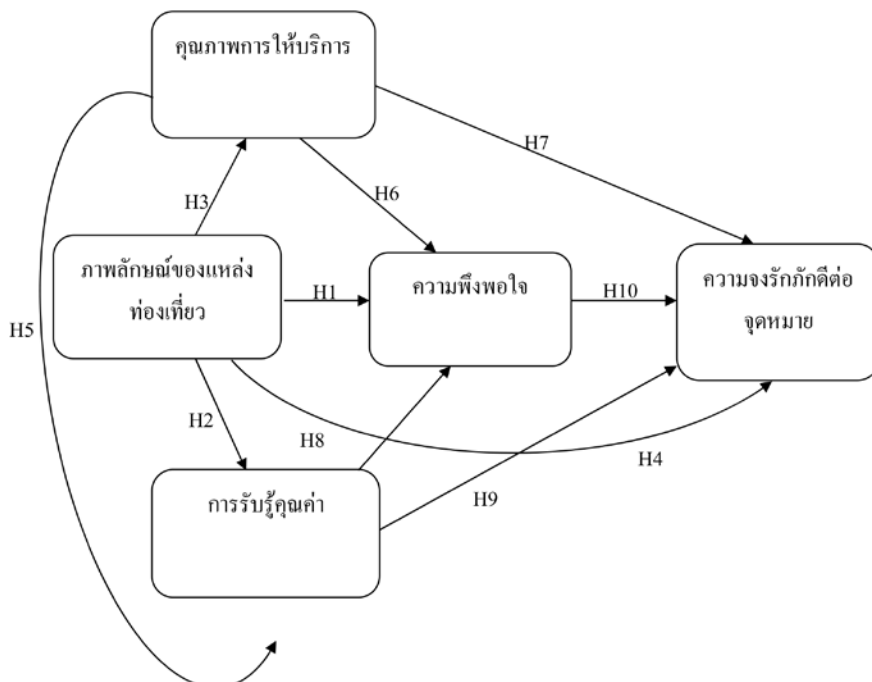 คุณภาพการให้บริการ
H7
H6
H3
ภาพลักษณ์ของแหล่ง
ท่องเที่ยว
H1
ความพึงพอใจ
H10
ความจงรักภักดีต่อ
จุดหมาย
H5
H2
H8
H4
การรับรู้คุณค่า
H9